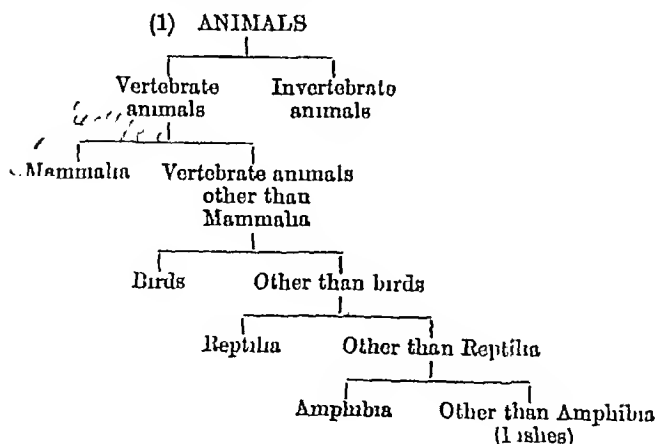 (1) ANIMALS
Vertebrate animals
Invertebrate animals
Mammalia
Vertebrate animals other than Mammalia
Birds
Other than birds
Reptilia
Other than Reptilia
Amphibia
Other than Amphibia (Fishes)